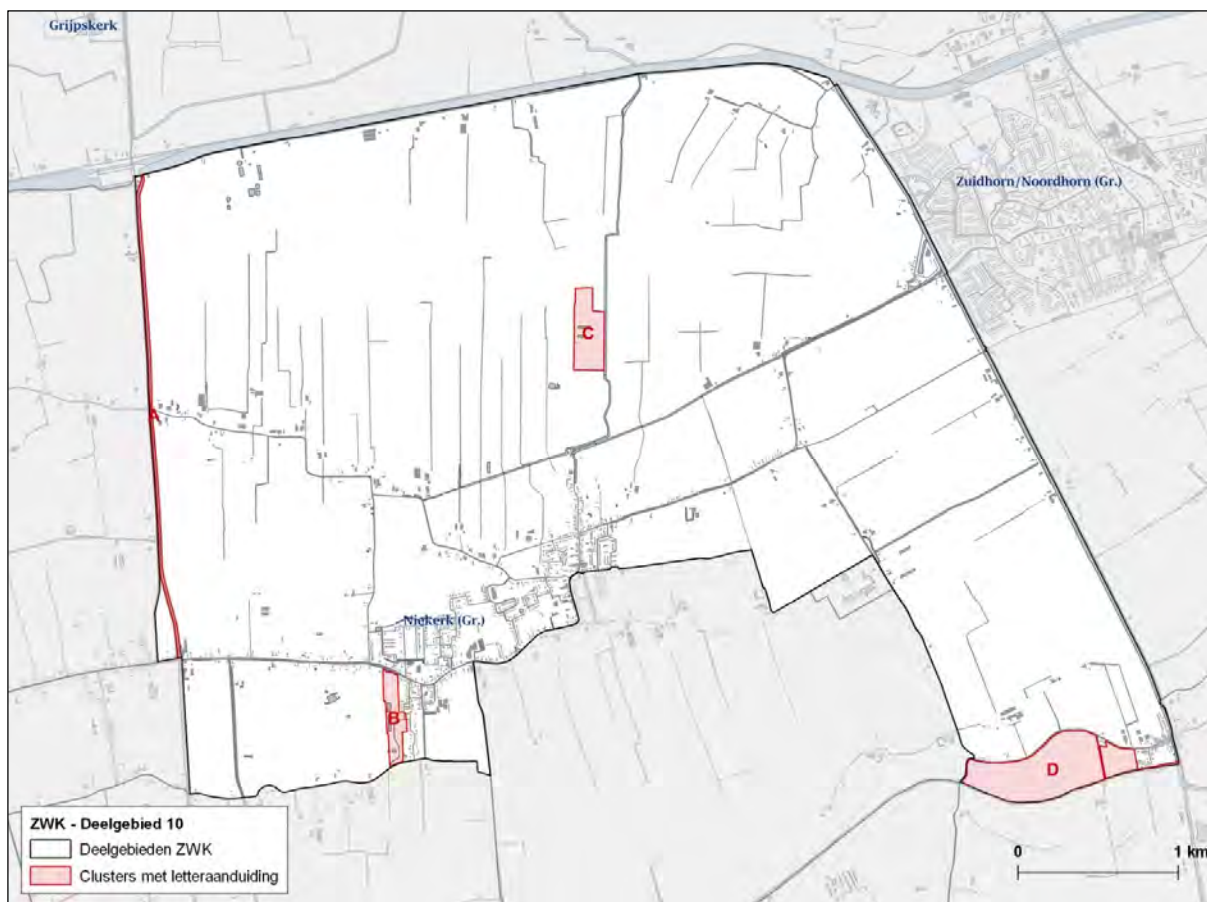 Grijpskerk
Zuidhorn/Noordhorn (Gr.)
C
A
Niekerk (Gr.)
B
D
ZWK - Deelgebied 10
Deelgebieden ZWK
Clusters met letteraanduiding
0 1 km